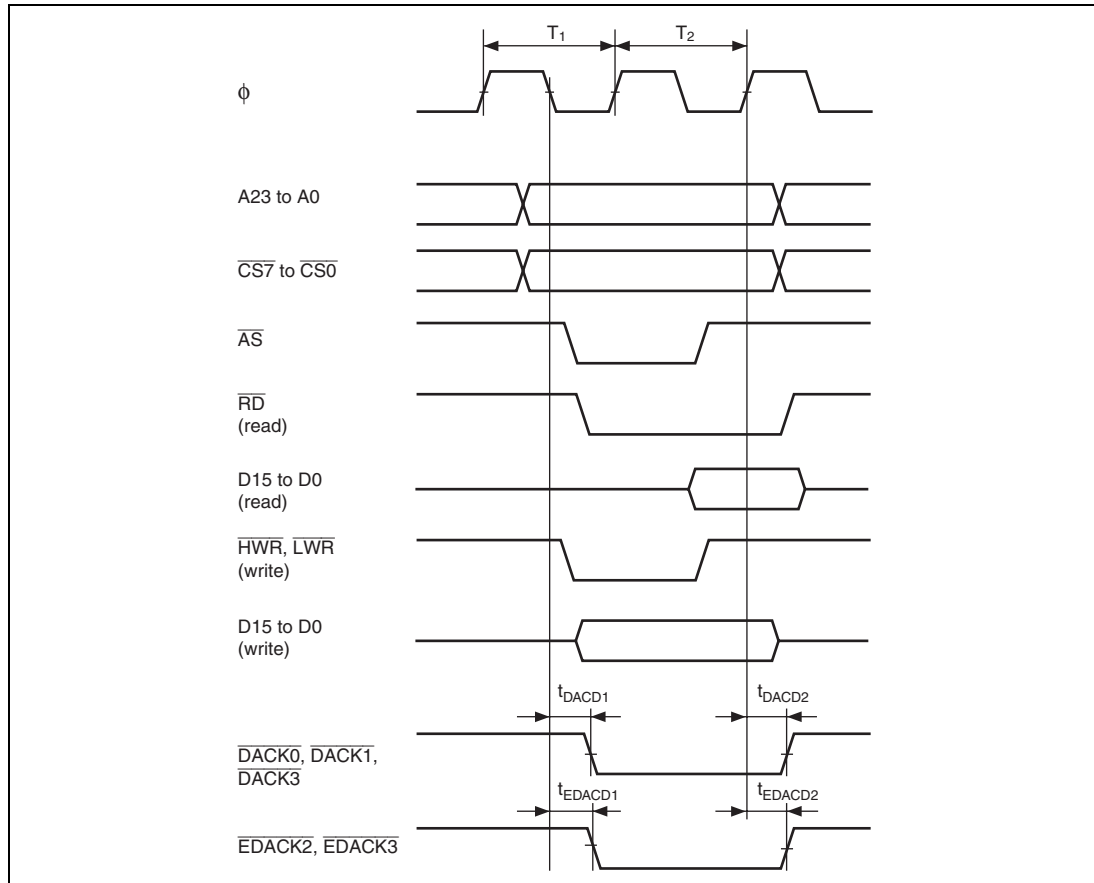 T1 T2
ϕ
A23 to A0
CS7 to CS0
AS
RD
(read)
D15 to D0
(read)
HWR, LWR
(write)
D15 to D0
(write)
tDACD1 tDACD2
DACK0, DACK1,
DACK3
tEDACD1 tEDACD2
EDACK2, EDACK3